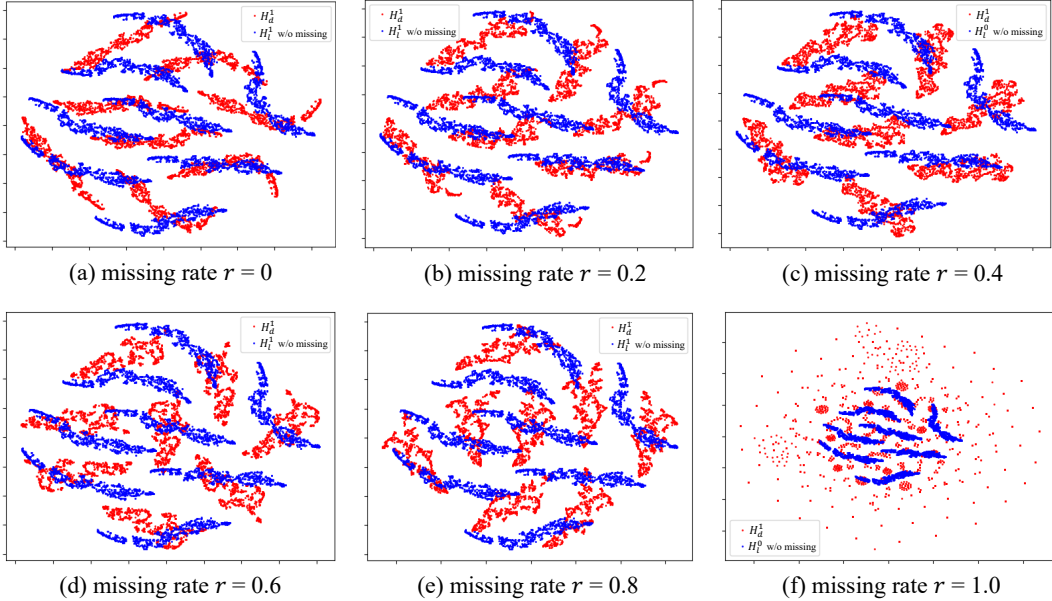 H_d^1
H_l^1 w/o missing
(a) missing rate r = 0
H_d^1
H_l^1 w/o missing
(b) missing rate r = 0.2
H_d^1
H_l^0 w/o missing
(c) missing rate r = 0.4
H_d^1
H_l^1 w/o missing
(d) missing rate r = 0.6
H_d^1
H_l^1 w/o missing
(e) missing rate r = 0.8
H_d^1
H_l^0 w/o missing
(f) missing rate r = 1.0